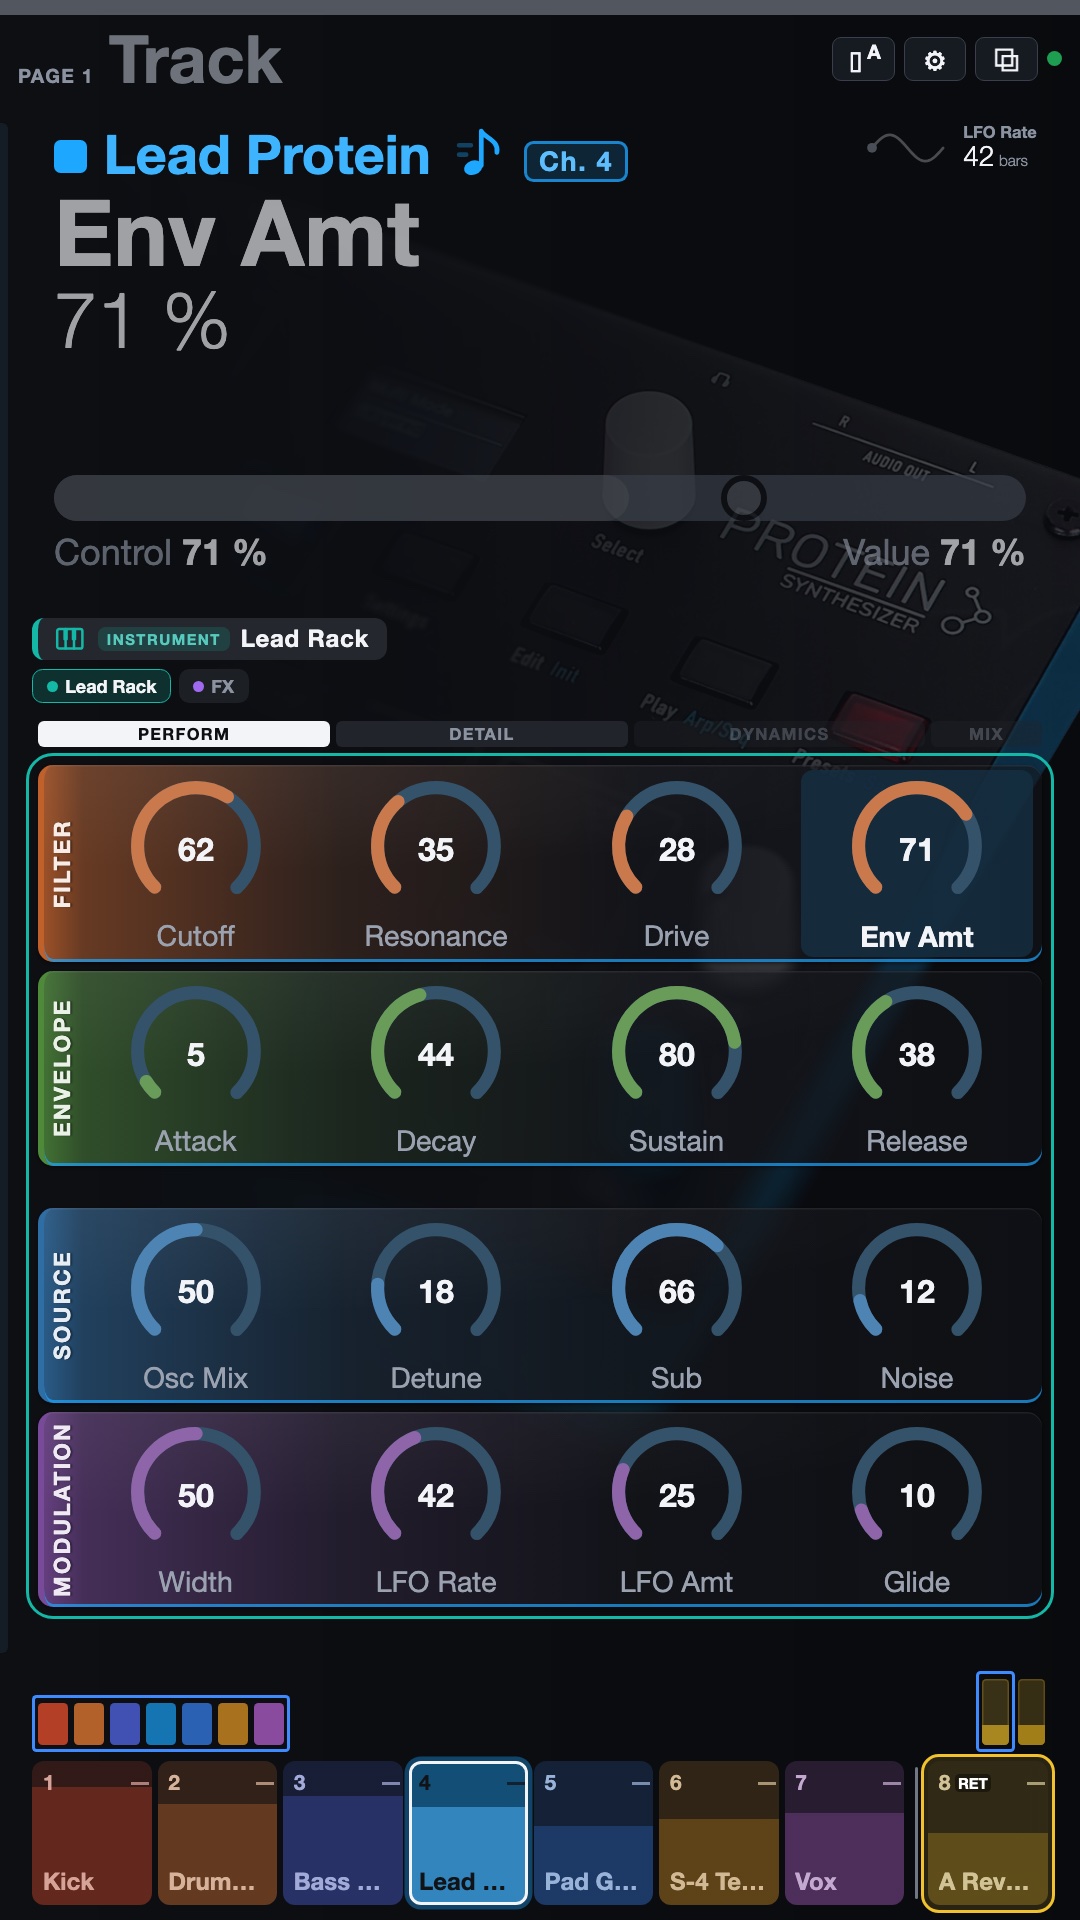 PAGE 1 Track
A
Lead Protein Ch. 4
LFO Rate
42 bars
Env Amt
71 %
R
AUDIO OUT
L
Select
PROTEIN
SYNTHESIZER
Control 71 %
Value 71 %
Edit Init
Play Arp/Seq
INSTRUMENT Lead Rack
Lead Rack FX
PERFORM DETAIL DYNAMICS MIX
FILTER
62 35 28 71
Cutoff Resonance Drive Env Amt
ENVELOPE
5 44 80 38
Attack Decay Sustain Release
SOURCE
50 18 66 12
Osc Mix Detune Sub Noise
MODULATION
50 42 25 10
Width LFO Rate LFO Amt Glide
1 2 3 4 5 6 7 8 RET
Kick Drum... Bass ... Lead ... Pad G... S-4 Te... Vox A Rev...